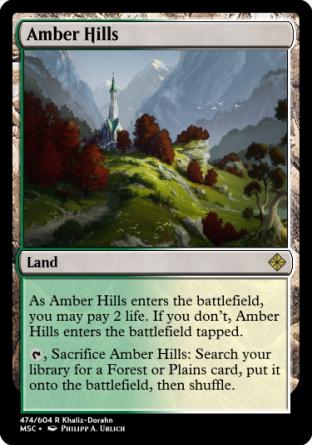 Amber Hills
Land
As Amber Hills enters the battlefield,
you may pay 2 life. If you don't, Amber
Hills enters the battlefield tapped.
, Sacrifice Amber Hills: Search your
library for a Forest or Plains card, put it
onto the battlefield, then shuffle.
474/604 R Khaliz-Dorahn
MSC • Philipp A. Urlich